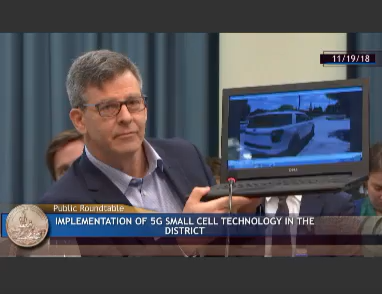 11/19/18
DELL
Public Roundtable
IMPLEMENTATION OF 5G SMALL CELL TECHNOLOGY IN THE
DISTRICT